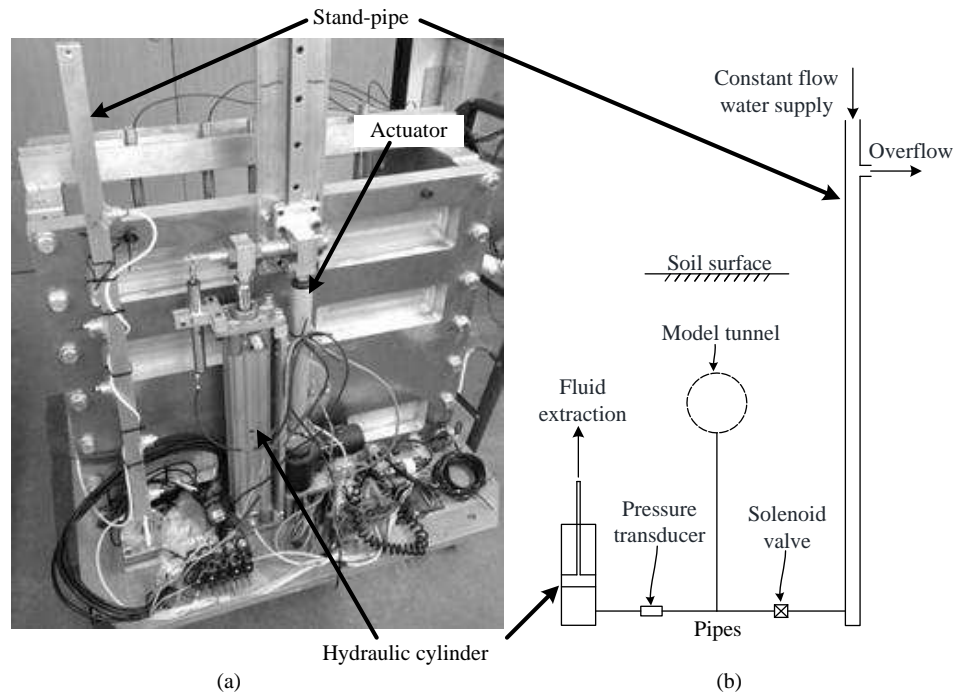 Stand-pipe
Actuator
Constant flow
water supply
Overflow
Soil surface
Model tunnel
Fluid
extraction
Pressure
transducer
Solenoid
valve
Pipes
Hydraulic cylinder
(a)
(b)